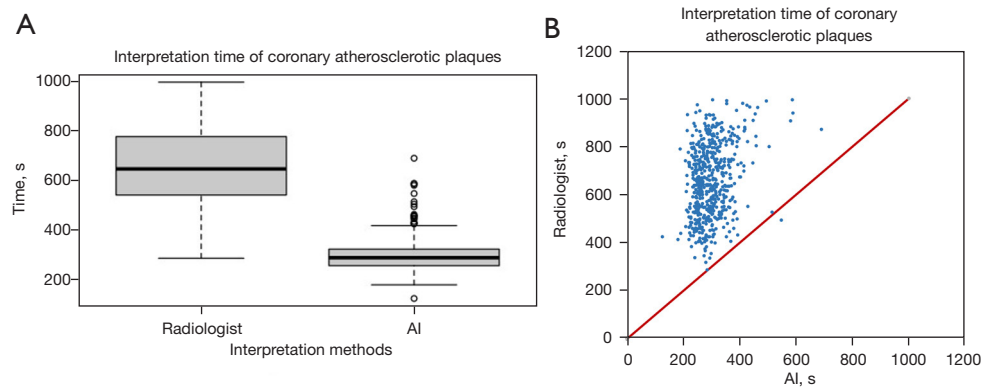 A
Interpretation time of coronary atherosclerotic plaques
1000
800
600
400
200
Time, s
Radiologist
AI
Interpretation methods
B
Interpretation time of coronary
atherosclerotic plaques
1200
1000
800
600
400
200
0
Radiologist, s
0
200
400
600
800
1000
1200
AI, s